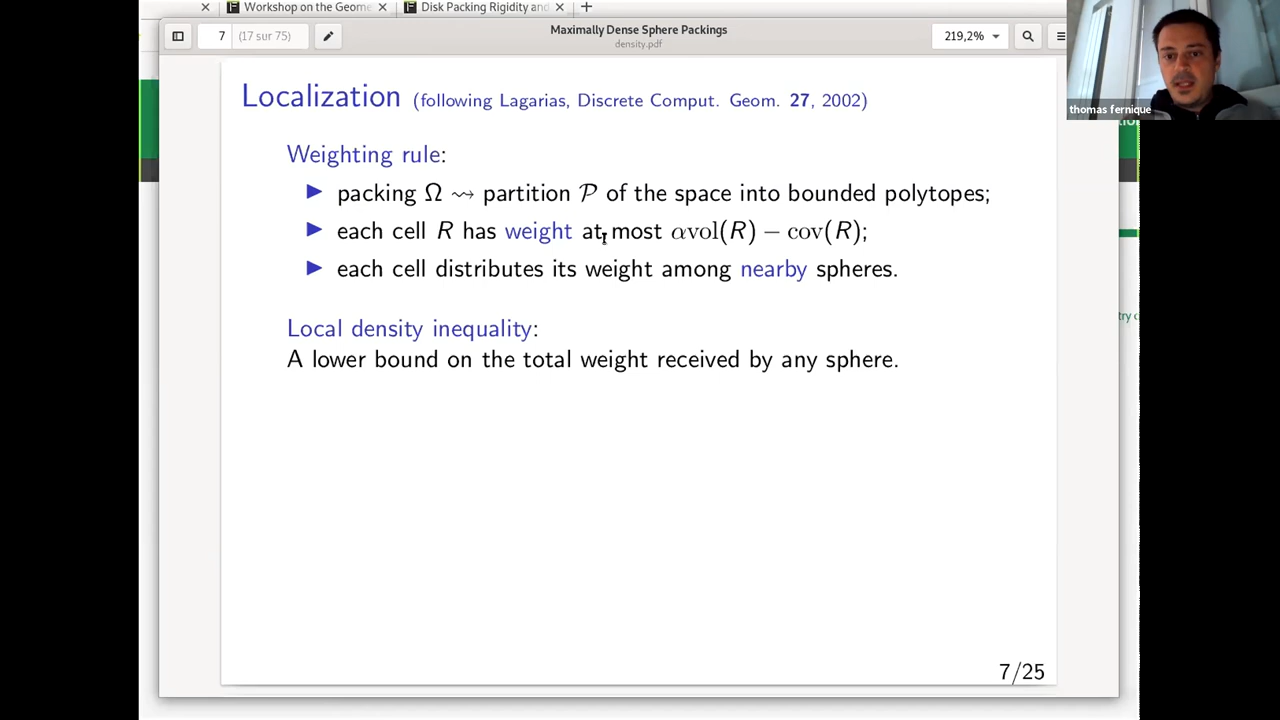 Workshop on the Geome
Disk Packing Rigidity and
7 (17 sur 75)
Maximally Dense Sphere Packings
density.pdf
219,2%
thomas fernique
Localization (following Lagarias, Discrete Comput. Geom. 27, 2002)
Weighting rule:
▶ packing Ω ⇝ partition 𝒫 of the space into bounded polytopes;
▶ each cell R has weight at most αvol(R) − cov(R);
▶ each cell distributes its weight among nearby spheres.
Local density inequality:
A lower bound on the total weight received by any sphere.
7/25